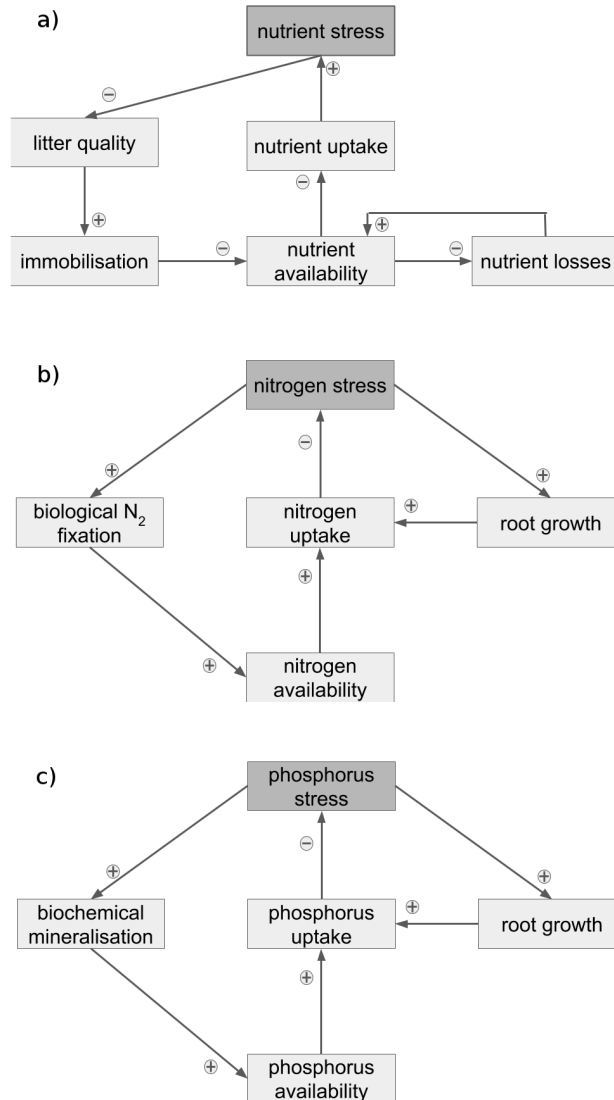 a)
nutrient stress
−
+
litter quality
nutrient uptake
−
+
+
immobilisation
−
nutrient
availability
−
nutrient losses
b)
nitrogen stress
+
−
+
biological N₂
fixation
nitrogen
uptake
+
root growth
+
+
nitrogen
availability
c)
phosphorus
stress
+
−
+
biochemical
mineralisation
phosphorus
uptake
+
root growth
+
+
phosphorus
availability